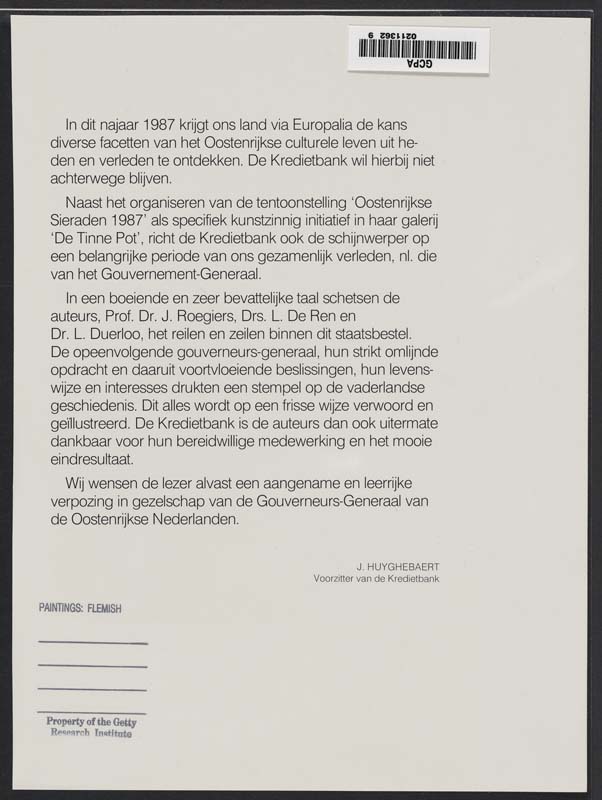 GCPA
0211362 9
In dit najaar 1987 krijgt ons land via Europalia de kans
diverse facetten van het Oostenrijkse culturele leven uit he-
den en verleden te ontdekken. De Kredietbank wil hierbij niet
achterwege blijven.
Naast het organiseren van de tentoonstelling ‘Oostenrijkse
Sieraden 1987’ als specifiek kunstzinnig initiatief in haar galerij
‘De Tinne Pot’, richt de Kredietbank ook de schijnwerper op
een belangrijke periode van ons gezamenlijk verleden, nl. die
van het Gouvernement-Generaal.
In een boeiende en zeer bevattelijke taal schetsen de
auteurs, Prof. Dr. J. Roegiers, Drs. L. De Ren en
Dr. L. Duerloo, het reilen en zeilen binnen dit staatsbestel.
De opeenvolgende gouverneurs-generaal, hun strikt omlijnde
opdracht en daaruit voortvloeiende beslissingen, hun levens-
wijze en interesses drukten een stempel op de vaderlandse
geschiedenis. Dit alles wordt op een frisse wijze verwoord en
geïllustreerd. De Kredietbank is de auteurs dan ook uitermate
dankbaar voor hun bereidwillige medewerking en het mooie
eindresultaat.
Wij wensen de lezer alvast een aangename en leerrijke
verpozing in gezelschap van de Gouverneurs-Generaal van
de Oostenrijkse Nederlanden.
J. HUYGHEBAERT
Voorzitter van de Kredietbank
PAINTINGS: FLEMISH
Property of the Getty
Research Institute